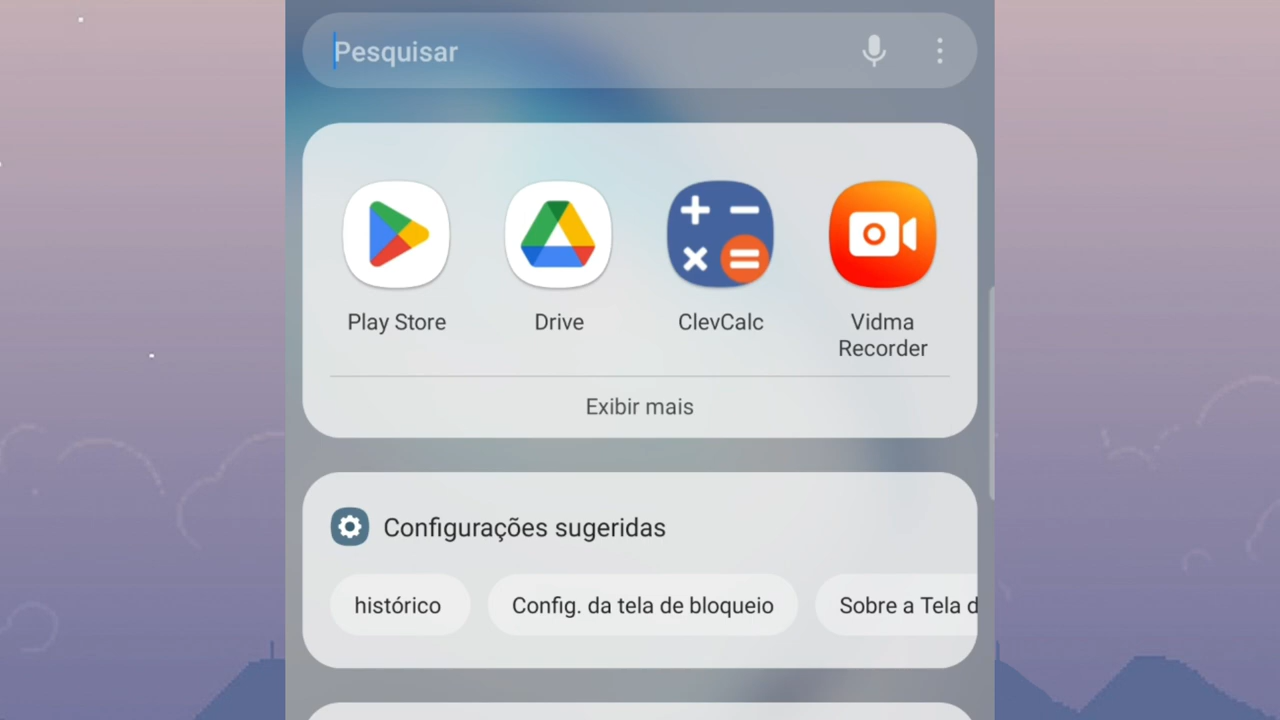 Pesquisar
Play Store
Drive
ClevCalc
Vidma
Recorder
Exibir mais
Configurações sugeridas
histórico
Config. da tela de bloqueio
Sobre a Tela d